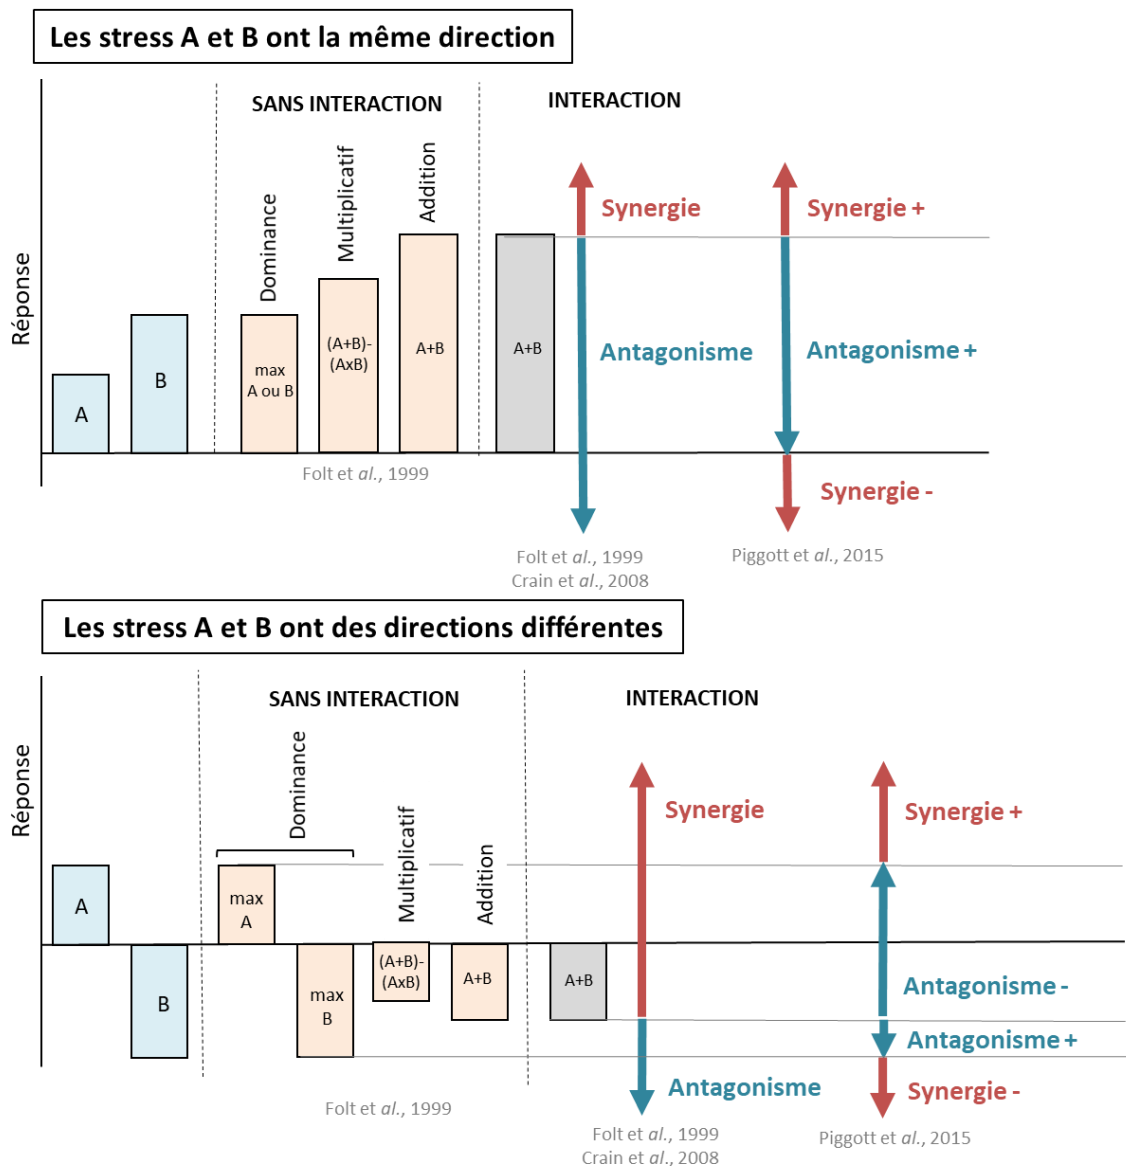 Les stress A et B ont la même direction
SANS INTERACTION
INTERACTION
Réponse
A
B
Dominance
Multiplicatif
Addition
max
A ou B
(A+B)-
(AxB)
A+B
A+B
Synergie
Antagonisme
Synergie +
Antagonisme +
Synergie -
Folt et al., 1999
Folt et al., 1999
Crain et al., 2008
Piggott et al., 2015
Les stress A et B ont des directions différentes
SANS INTERACTION
INTERACTION
Réponse
A
B
Dominance
Multiplicatif
Addition
max
A
max
B
(A+B)-
(AxB)
A+B
A+B
Synergie
Antagonisme
Synergie +
Antagonisme -
Antagonisme +
Synergie -
Folt et al., 1999
Folt et al., 1999
Crain et al., 2008
Piggott et al., 2015